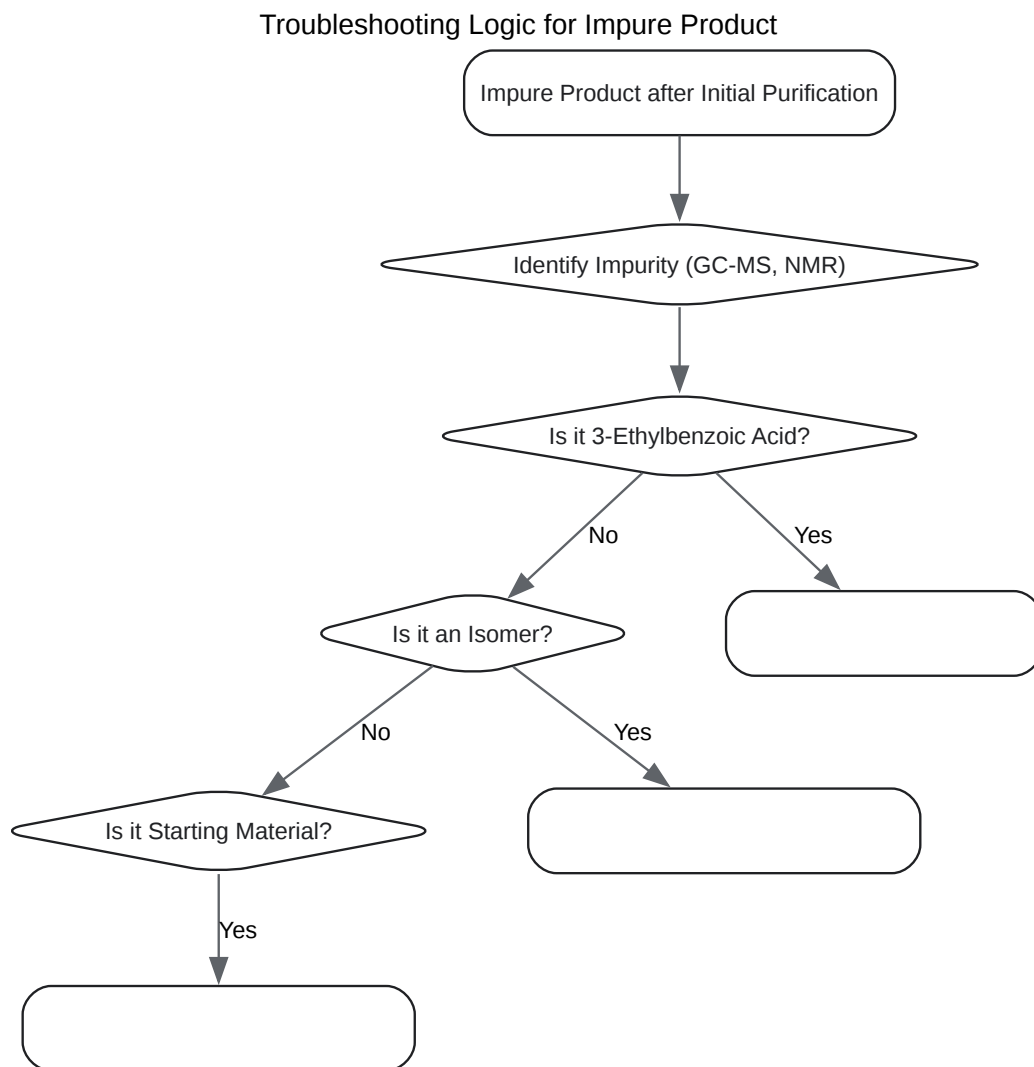 Troubleshooting Logic for Impure Product
Impure Product after Initial Purification
Identify Impurity (GC-MS, NMR)
Is it 3-Ethylbenzoic Acid?
No
Yes
Is it an Isomer?
No
Yes
Is it Starting Material?
Yes